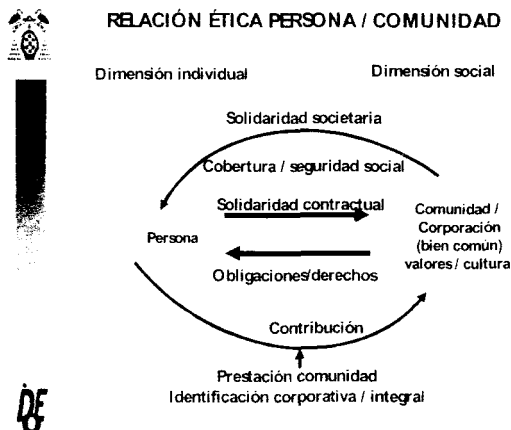 RELACIÓN ÉTICA PERSONA / COMUNIDAD
Dimensión individual
Dimensión social
Solidaridad societaria
Cobertura / seguridad social
Solidaridad contractual
Persona
Comunidad /
Corporación
(bien común)
valores / cultura
Obligaciones/derechos
Contribución
Prestación comunidad
Identificación corporativa / integral